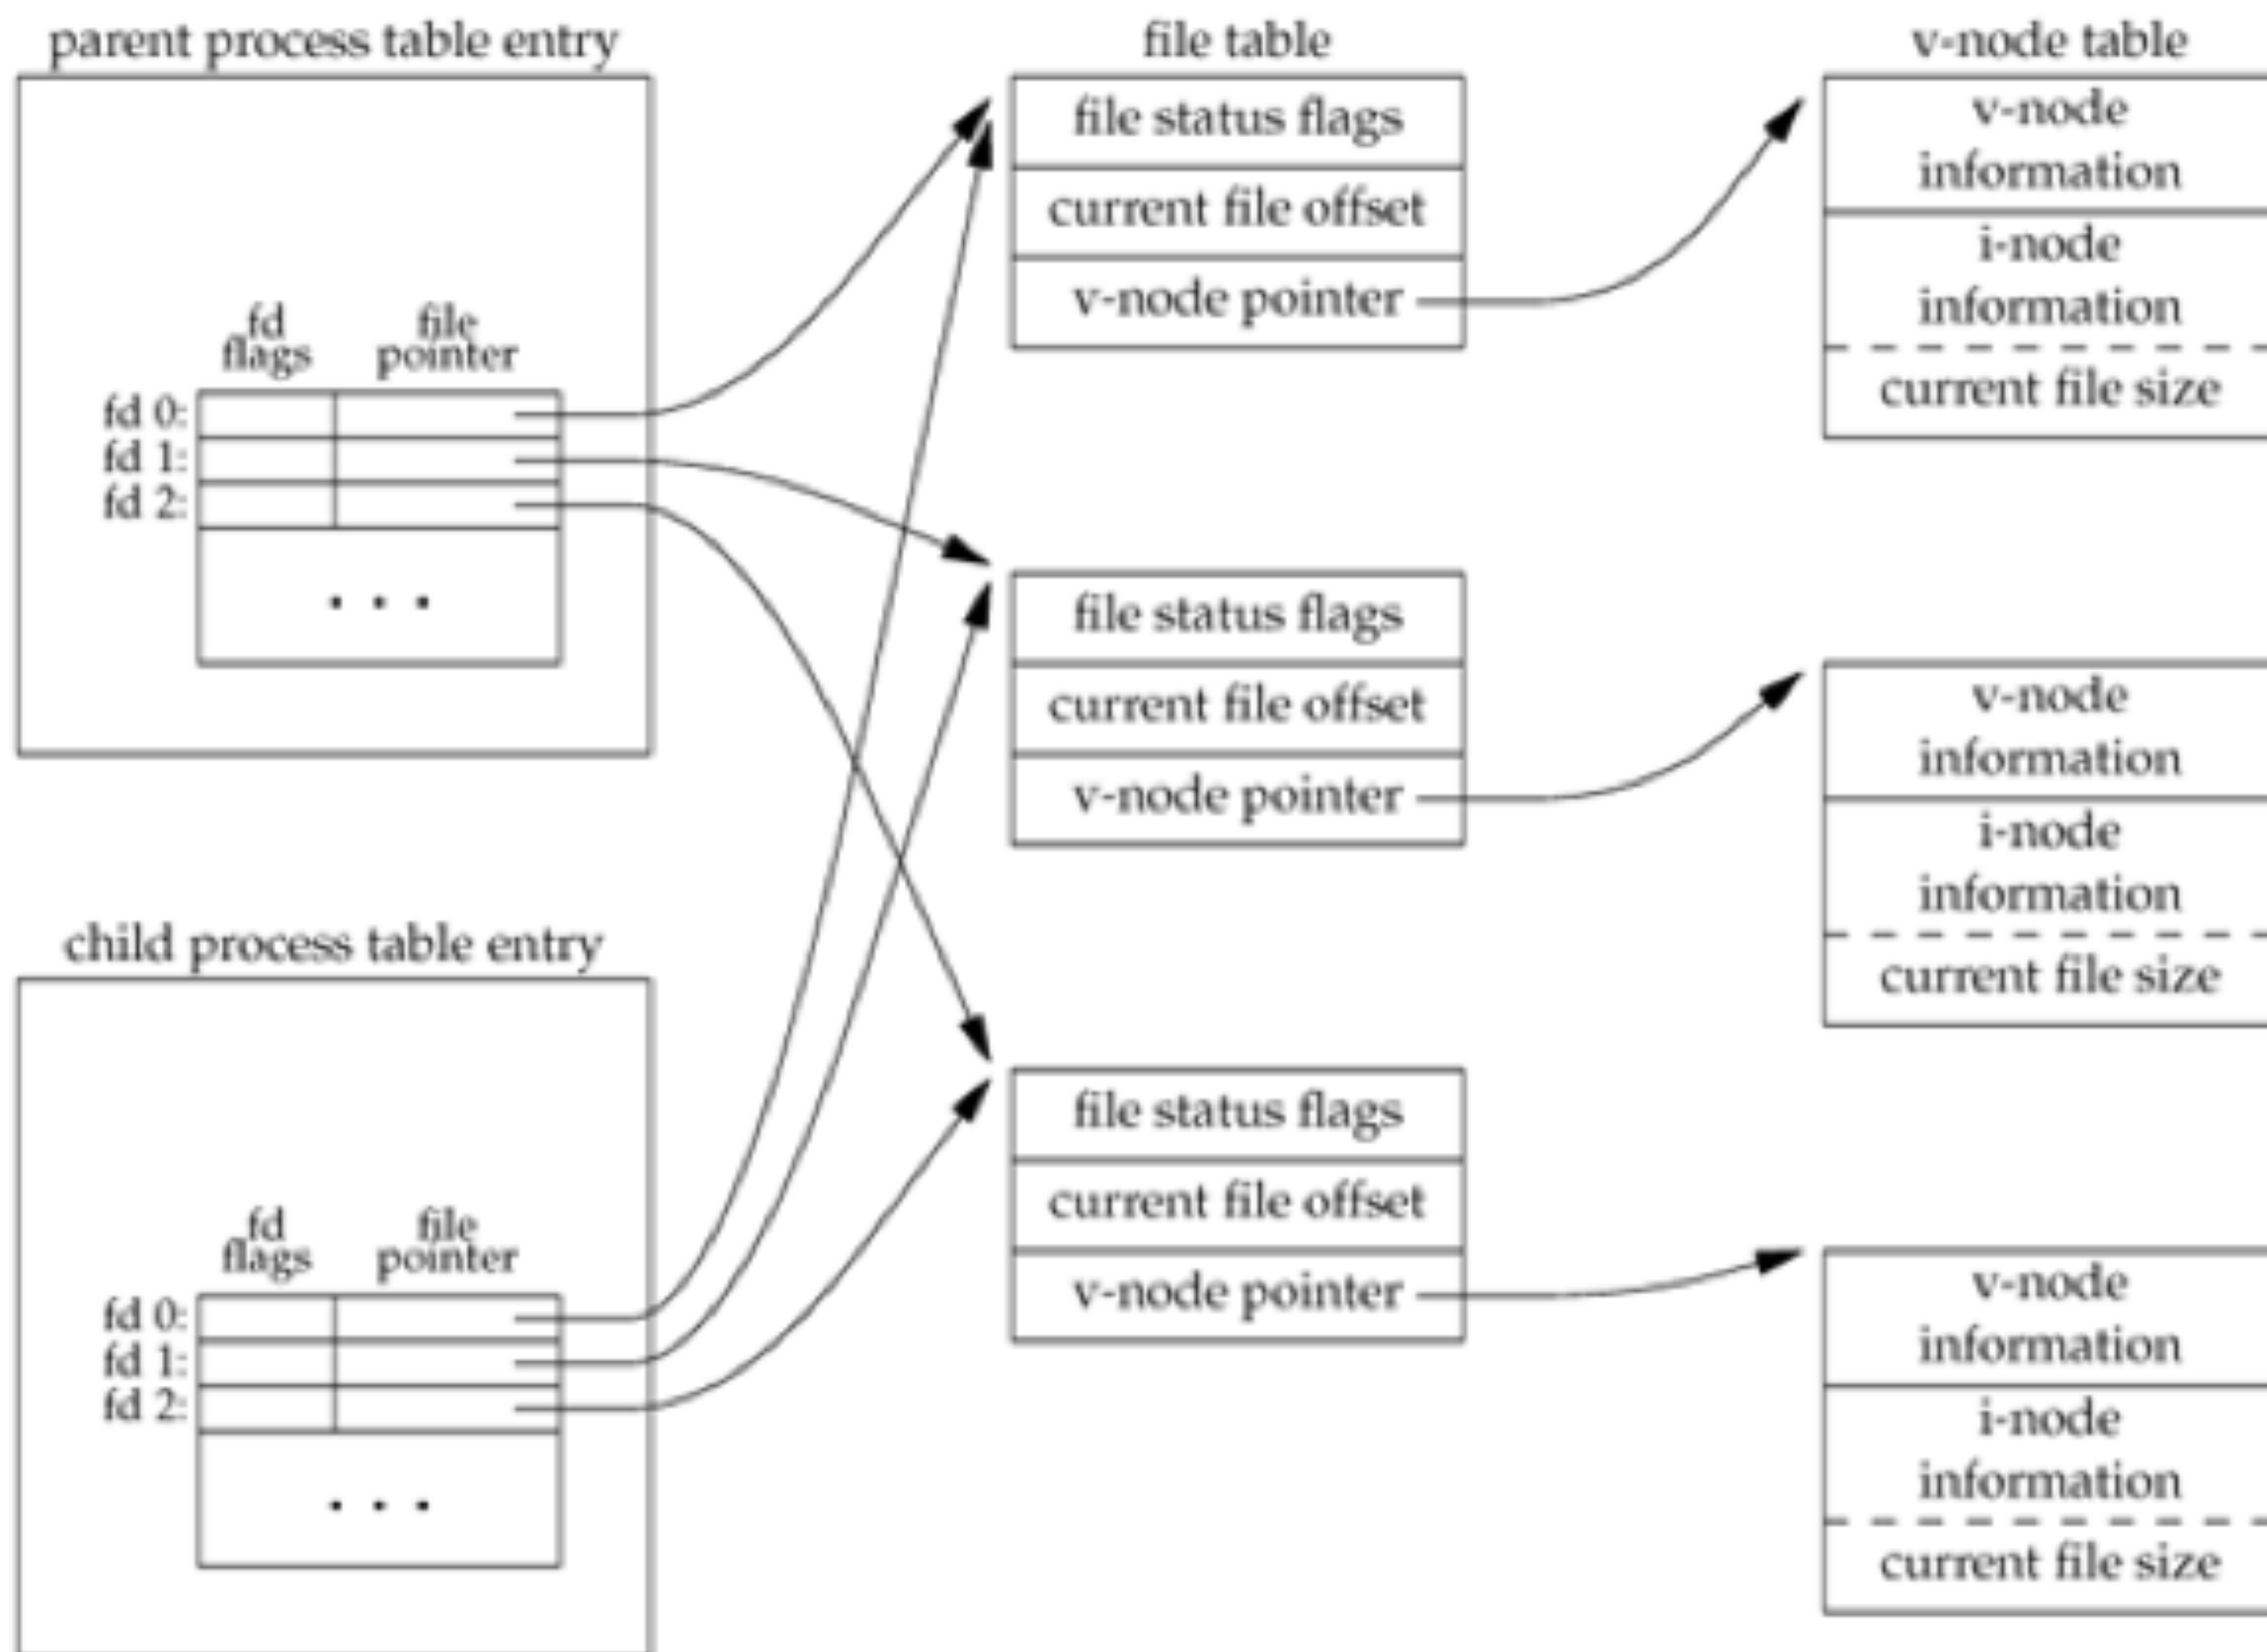 parent process table entry
fd
flags
file
pointer
fd 0:
fd 1:
fd 2:
. . .
child process table entry
fd
flags
file
pointer
fd 0:
fd 1:
fd 2:
. . .
file table
file status flags
current file offset
v-node pointer
file status flags
current file offset
v-node pointer
file status flags
current file offset
v-node pointer
v-node table
v-node
information
i-node
information
current file size
v-node
information
i-node
information
current file size
v-node
information
i-node
information
current file size